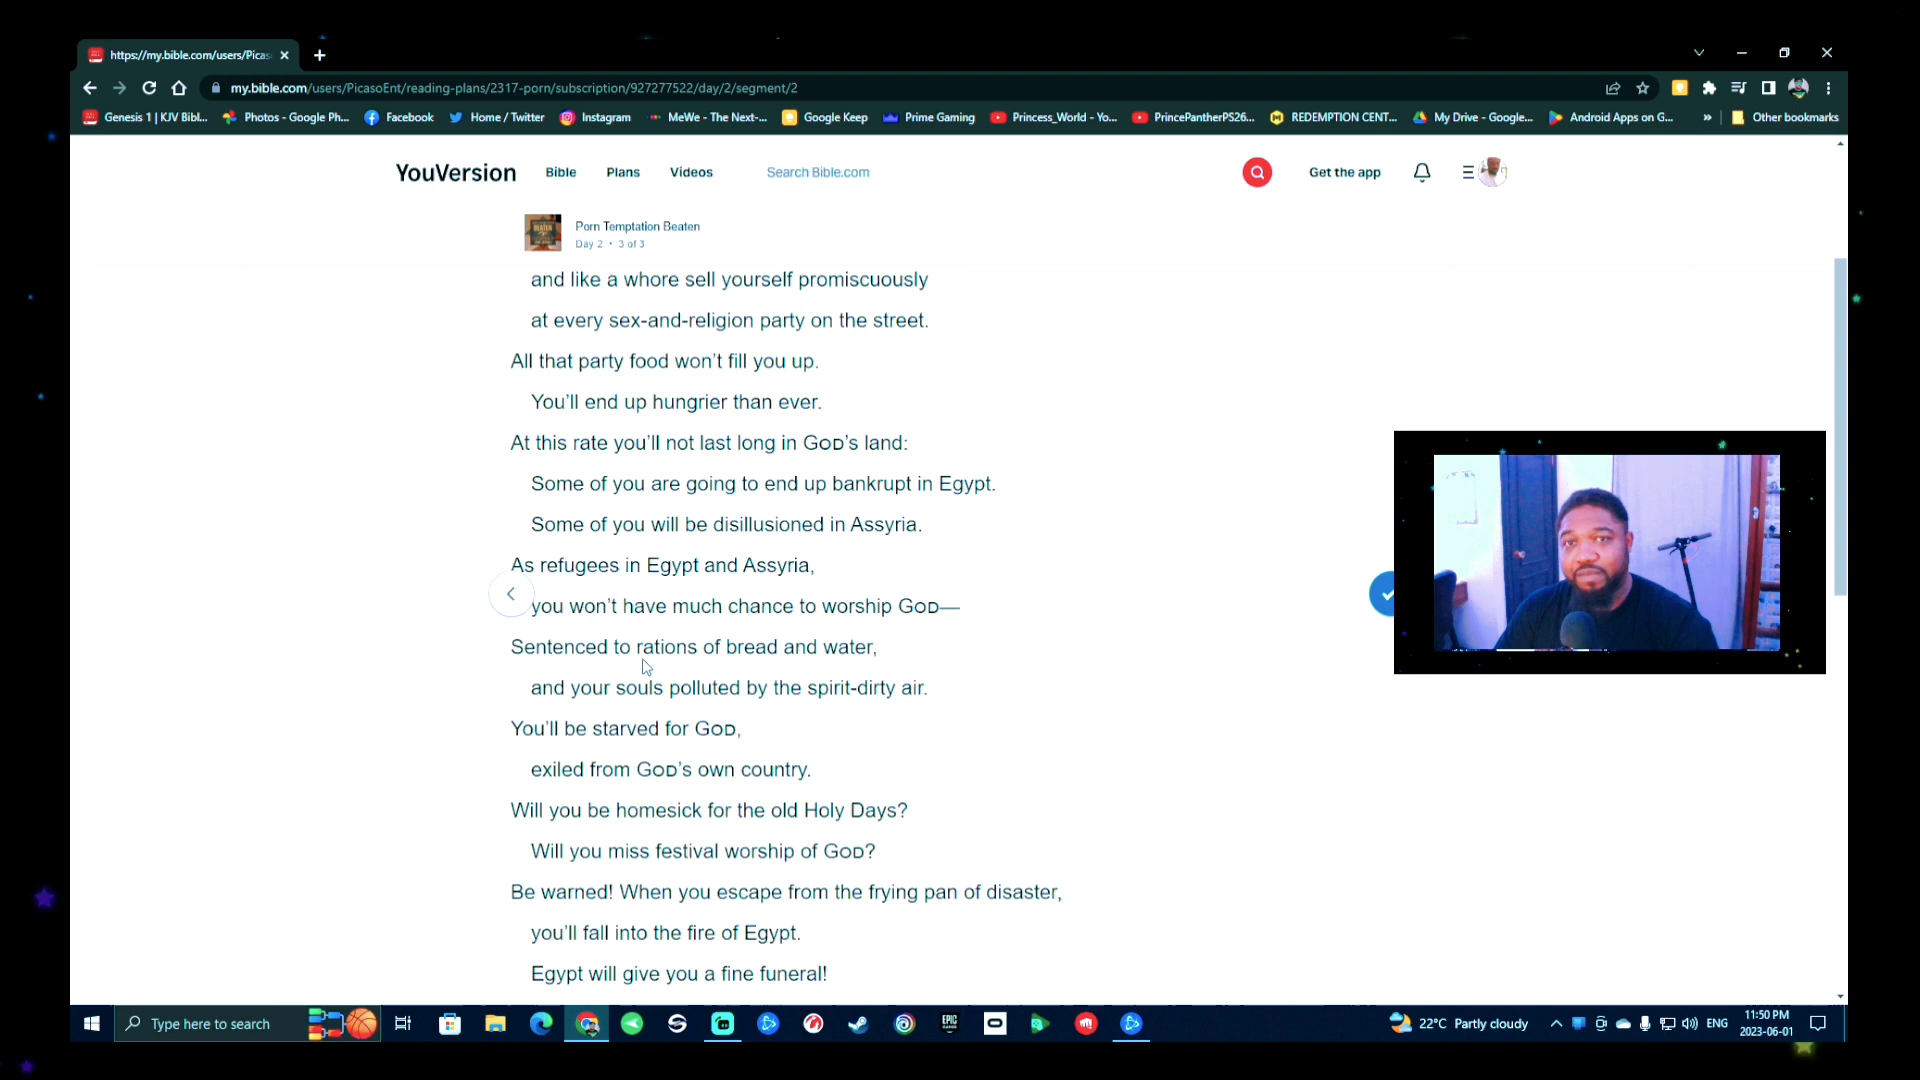 https://my.bible.com/users/Picas
my.bible.com/users/PicasoEnt/reading-plans/2317-porn/subscription/927277522/day/2/segment/2
Genesis 1 | KJV Bibl... Photos - Google Ph... Facebook Home / Twitter Instagram MeWe - The Next-... Google Keep Prime Gaming Princess_World - Yo... PrincePantherPS26... REDEMPTION CENT... My Drive - Google... Android Apps on G... » Other bookmarks
YouVersion Bible Plans Videos Search Bible.com Get the app
Porn Temptation Beaten
Day 2 • 3 of 3
and like a whore sell yourself promiscuously
at every sex-and-religion party on the street.
All that party food won’t fill you up.
You’ll end up hungrier than ever.
At this rate you’ll not last long in GOD’s land:
Some of you are going to end up bankrupt in Egypt.
Some of you will be disillusioned in Assyria.
As refugees in Egypt and Assyria,
you won’t have much chance to worship GOD—
Sentenced to rations of bread and water,
and your souls polluted by the spirit-dirty air.
You’ll be starved for GOD,
exiled from GOD’s own country.
Will you be homesick for the old Holy Days?
Will you miss festival worship of GOD?
Be warned! When you escape from the frying pan of disaster,
you’ll fall into the fire of Egypt.
Egypt will give you a fine funeral!
Type here to search
EPIC
22°C Partly cloudy
ENG
11:50 PM
2023-06-01